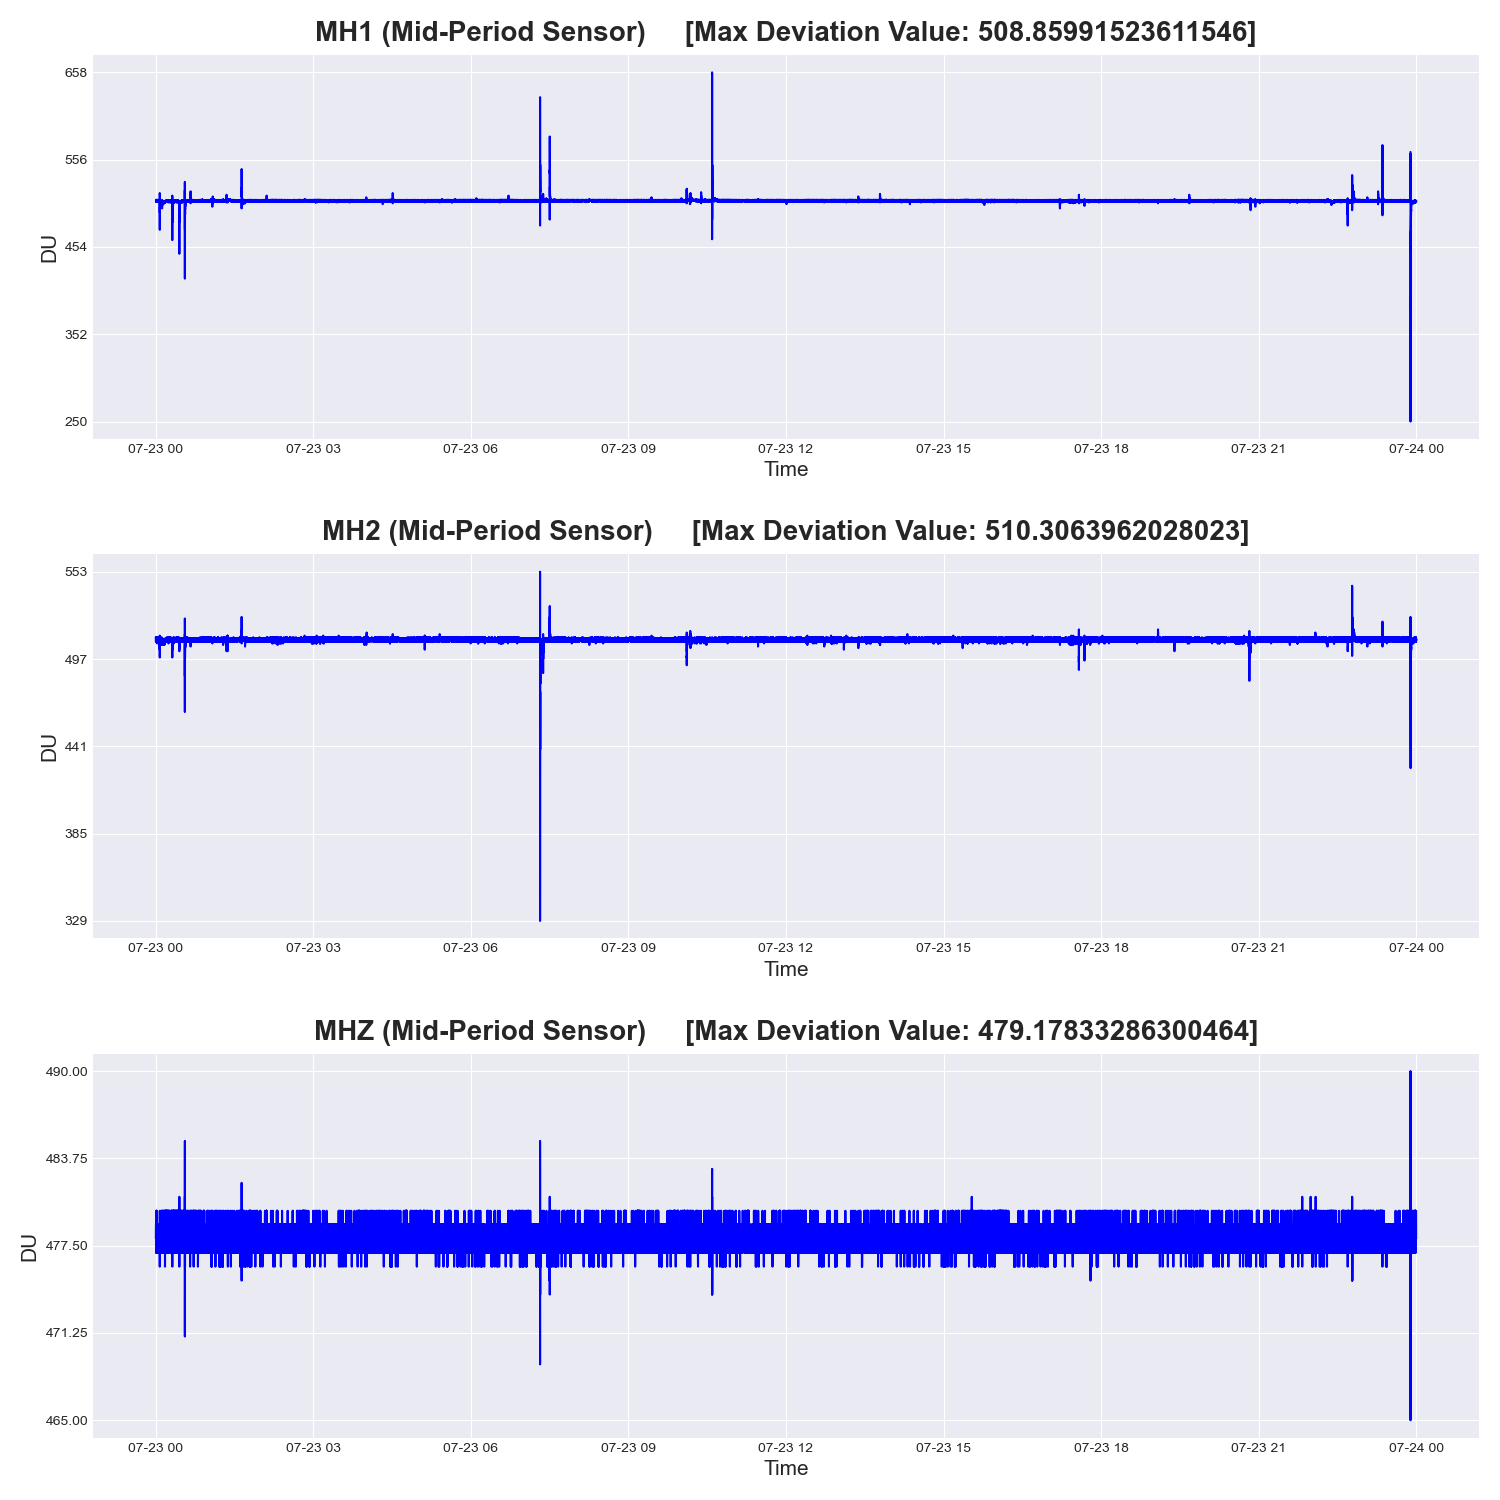 MH1 (Mid-Period Sensor) [Max Deviation Value: 508.85991523611546]
658
556
454
352
250
DU
07-23 00 07-23 03 07-23 06 07-23 09 07-23 12 07-23 15 07-23 18 07-23 21 07-24 00
Time
MH2 (Mid-Period Sensor) [Max Deviation Value: 510.3063962028023]
553
497
441
385
329
DU
07-23 00 07-23 03 07-23 06 07-23 09 07-23 12 07-23 15 07-23 18 07-23 21 07-24 00
Time
MHZ (Mid-Period Sensor) [Max Deviation Value: 479.17833286300464]
490.00
483.75
477.50
471.25
465.00
DU
07-23 00 07-23 03 07-23 06 07-23 09 07-23 12 07-23 15 07-23 18 07-23 21 07-24 00
Time